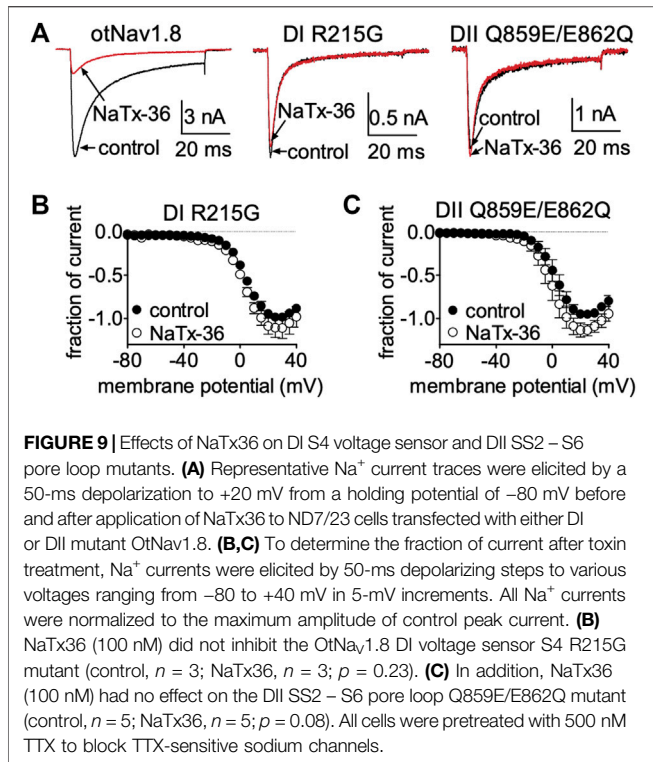 A
otNav1.8
DI R215G
DII Q859E/E862Q
NaTx-36
control
3 nA
20 ms
NaTx-36
control
0.5 nA
20 ms
control
NaTx-36
1 nA
20 ms
B
DI R215G
fraction of current
0.0
-0.5
-1.0
control
NaTx-36
-80
-40
0
40
membrane potential (mV)
C
DII Q859E/E862Q
fraction of current
0.0
-0.5
-1.0
control
NaTx-36
-80
-40
0
40
membrane potential (mV)
FIGURE 9 | Effects of NaTx36 on DI S4 voltage sensor and DII SS2 – S6
pore loop mutants. (A) Representative Na⁺ current traces were elicited by a
50-ms depolarization to +20 mV from a holding potential of −80 mV before
and after application of NaTx36 to ND7/23 cells transfected with either DI
or DII mutant OtNav1.8. (B,C) To determine the fraction of current after toxin
treatment, Na⁺ currents were elicited by 50-ms depolarizing steps to various
voltages ranging from −80 to +40 mV in 5-mV increments. All Na⁺ currents
were normalized to the maximum amplitude of control peak current. (B)
NaTx36 (100 nM) did not inhibit the OtNaV1.8 DI voltage sensor S4 R215G
mutant (control, n = 3; NaTx36, n = 3; p = 0.23). (C) In addition, NaTx36
(100 nM) had no effect on the DII SS2 – S6 pore loop Q859E/E862Q mutant
(control, n = 5; NaTx36, n = 5; p = 0.08). All cells were pretreated with 500 nM
TTX to block TTX-sensitive sodium channels.